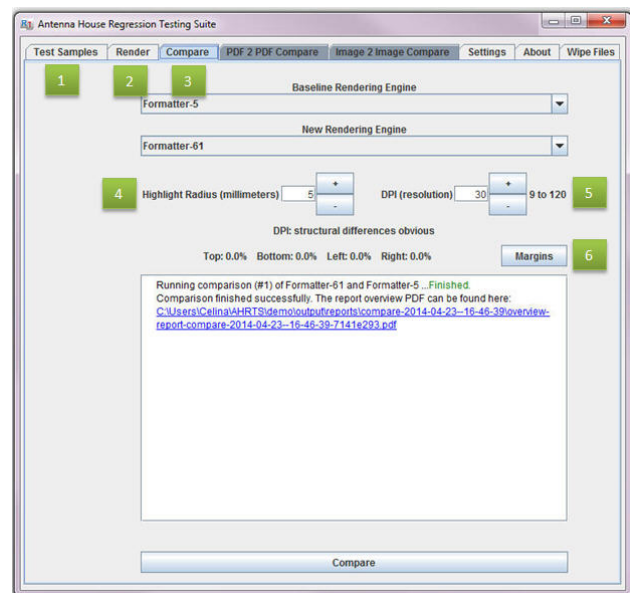 Antenna House Regression Testing Suite
Test Samples Render Compare PDF 2 PDF Compare Image 2 Image Compare Settings About Wipe Files
1 2 3
Baseline Rendering Engine
Formatter-5
New Rendering Engine
Formatter-61
4 Highlight Radius (millimeters) 5 + - DPI (resolution) 30 + - 9 to 120 5
DPI: structural differences obvious
Top: 0.0% Bottom: 0.0% Left: 0.0% Right: 0.0% Margins 6
Running comparison (#1) of Formatter-61 and Formatter-5 ...Finished.
Comparison finished successfully. The report overview PDF can be found here:
C:\Users\Celina\AHRTS\demo\output\reports\compare-2014-04-23--16-46-39\overview-
report-compare-2014-04-23--16-46-39-7141e293.pdf
Compare